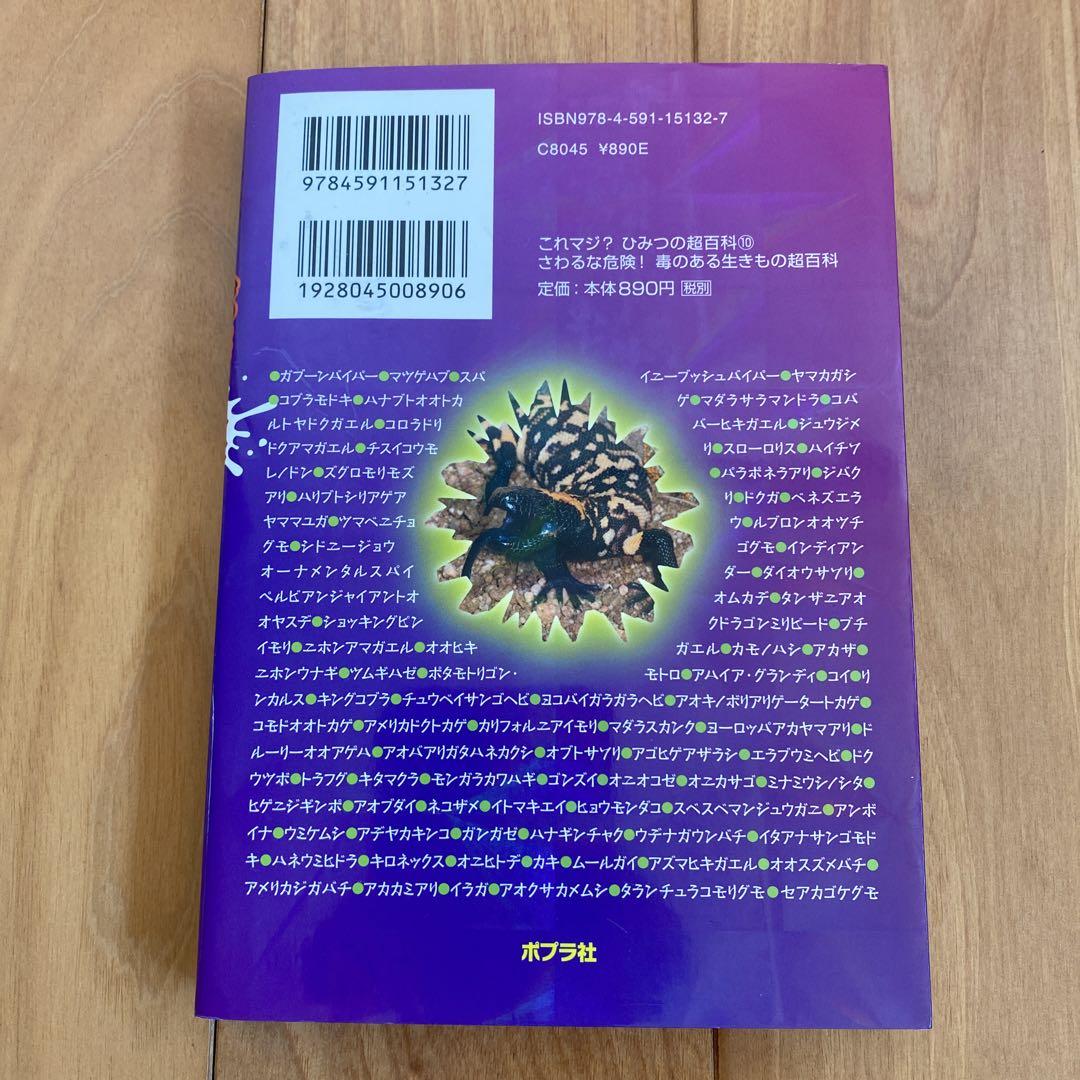 9784591151327
1928045008906
ISBN978-4-591-15132-7
C8045 ¥890E
これマジ? ひみつの超百科⑩
さわるな危険! 毒のある生きもの超百科
定価:本体890円 税別
●ガブーンバイパー●マツゲハブ●スパ イニーブッシュバイパー●ヤマカガシ
●コブラモドキ●ハナブトオオトカ ゲ●マダラサラマンドラ●コバ
ルトヤドクガエル●コロラドリ バーヒキガエル●ジュウジメ
ドクアマガエル●チスイコウモ リ●スローロリス●ハイチソ
レノドン●ズグロモリモズ ●パラポネラアリ●ジバク
アリ●ハリブトシリアゲア リ●ドクガ●ベネズエラ
ヤママユガ●ツマベニチョ ウ●ルブロンオオツチ
グモ●シドニージョウ ゴグモ●インディアン
オーナメンタルスパイ ダー●ダイオウサソリ●
ペルビアンジャイアントオ オムカデ●タンザニアオ
オヤスデ●ショッキングピン クドラゴンミリピード●ブチ
イモリ●ニホンアマガエル●オオヒキ ガエル●カモノハシ●アカザ●
ニホンウナギ●ツムギハゼ●ポタモトリゴン・ モトロ●アハイア・グランディ●コイ●リ
ンカルス●キングコブラ●チュウベイサンゴヘビ●ヨコバイガラガラヘビ●アオキノボリアリゲータートカゲ●
コモドオオトカゲ●アメリカドクトカゲ●カリフォルニアイモリ●マダラスカンク●ヨーロッパアカヤマアリ●ド
ルーリーオオアゲハ●アオバアリガタハネカクシ●オブトサソリ●アゴヒゲアザラシ●エラブウミヘビ●ドク
ウツボ●トラフグ●キタマクラ●モンガラカワハギ●ゴンズイ●オニオコゼ●オニカサゴ●ミナミウシノシタ●
ヒゲニジギンポ●アオブダイ●ネコザメ●イトマキエイ●ヒョウモンダコ●スベスベマンジュウガニ●アンボ
イナ●ウミケムシ●アデヤカキンコ●ガンガゼ●ハナギンチャク●ウデナガウンバチ●イタアナサンゴモド
キ●ハネウミヒドラ●キロネックス●オニヒトデ●カキ●ムールガイ●アズマヒキガエル●オオスズメバチ●
アメリカジガバチ●アカカミアリ●イラガ●アオクサカメムシ●タランチュラコモリグモ●セアカゴケグモ
ポプラ社